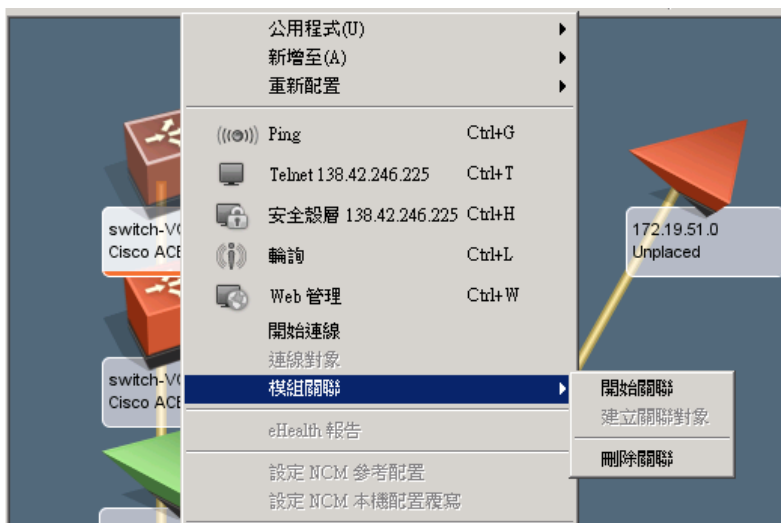 公用程式(U)
新增至(A)
重新配置
Ping Ctrl+G
Telnet 138.42.246.225 Ctrl+T
安全殼層 138.42.246.225 Ctrl+H
輪詢 Ctrl+L
Web 管理 Ctrl+W
開始連線
連線對象
模組關聯
eHealth 報告
設定 NCM 參考配置
設定 NCM 本機配置覆寫
開始關聯
建立關聯對象
刪除關聯
switch-VC
Cisco ACE
switch-VC
Cisco ACE
172.19.51.0
Unplaced